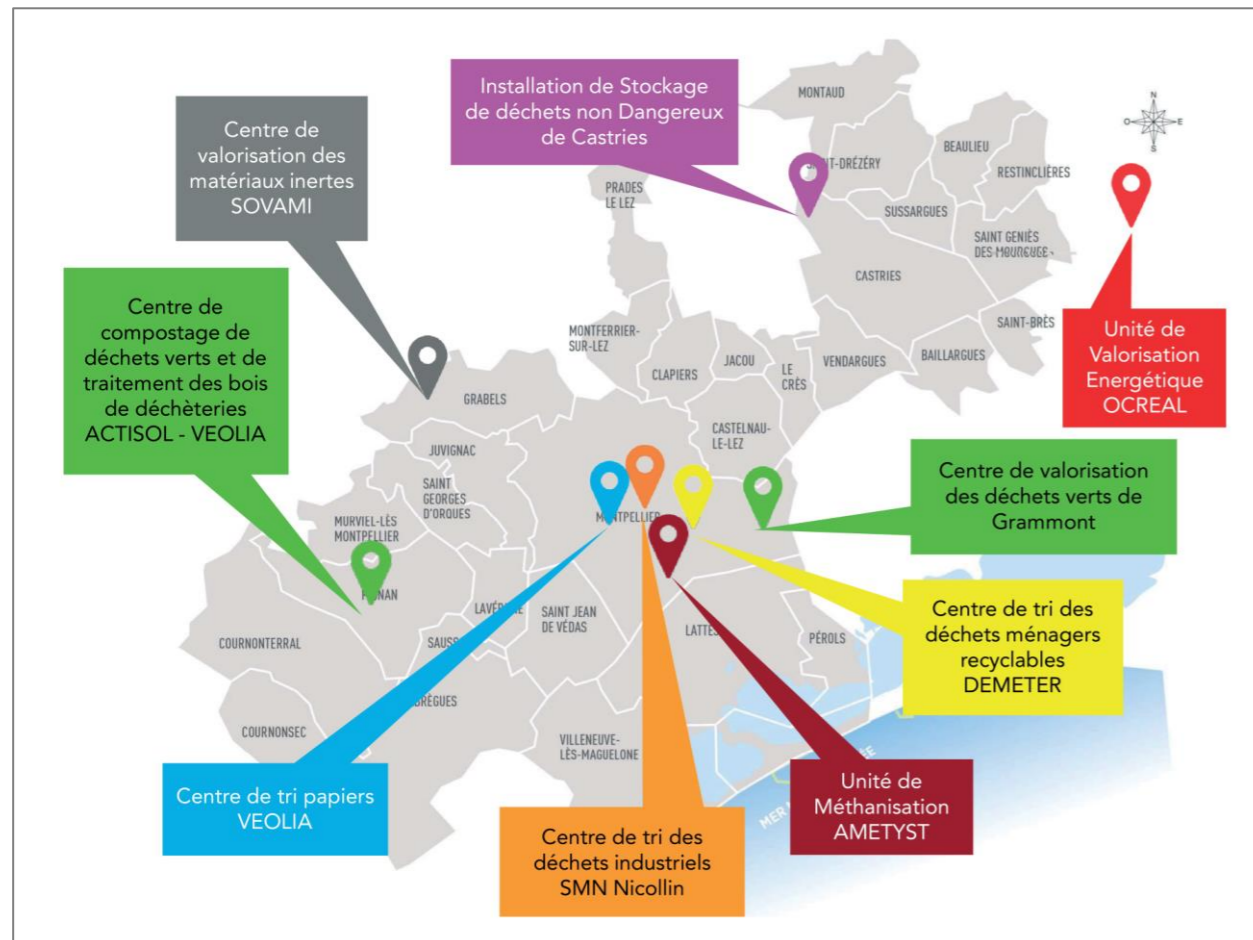 Installation de Stockage
de déchets non Dangereux
de Castries
Centre de
valorisation des
matériaux inertes
SOVAMI
Centre de
compostage de
déchets verts et de
traitement des bois
de déchèteries
ACTISOL - VEOLIA
Unité de
Valorisation
Energétique
OCREAL
Centre de valorisation
des déchets verts de
Grammont
Centre de tri des
déchets ménagers
recyclables
DEMETER
Unité de
Méthanisation
AMETYST
Centre de tri des
déchets industriels
SMN Nicollin
Centre de tri papiers
VEOLIA
N
O
E
S
MONTAUD
BEAULIEU
RESTINCLIÈRES
PRADES
LE LEZ
SUSSARGUES
SAINT GENIÈS
CASTRIES
SAINT-BRÈS
MONTFERRIER-
SUR-LEZ
JACOU
LE
CRÈS
VENDARGUES
BAILLARGUES
CLAPIERS
GRABELS
CASTELNAU-
LE-LEZ
JUVIGNAC
SAINT
GEORGES
D'ORQUES
MURVIEL-LÈS
MONTPELLIER
SAINT JEAN
DE VÉDAS
LATTES
PÉROLS
COURNONTERRAL
COURNONSEC
VILLENEUVE-
LÈS-MAGUELONE
MER